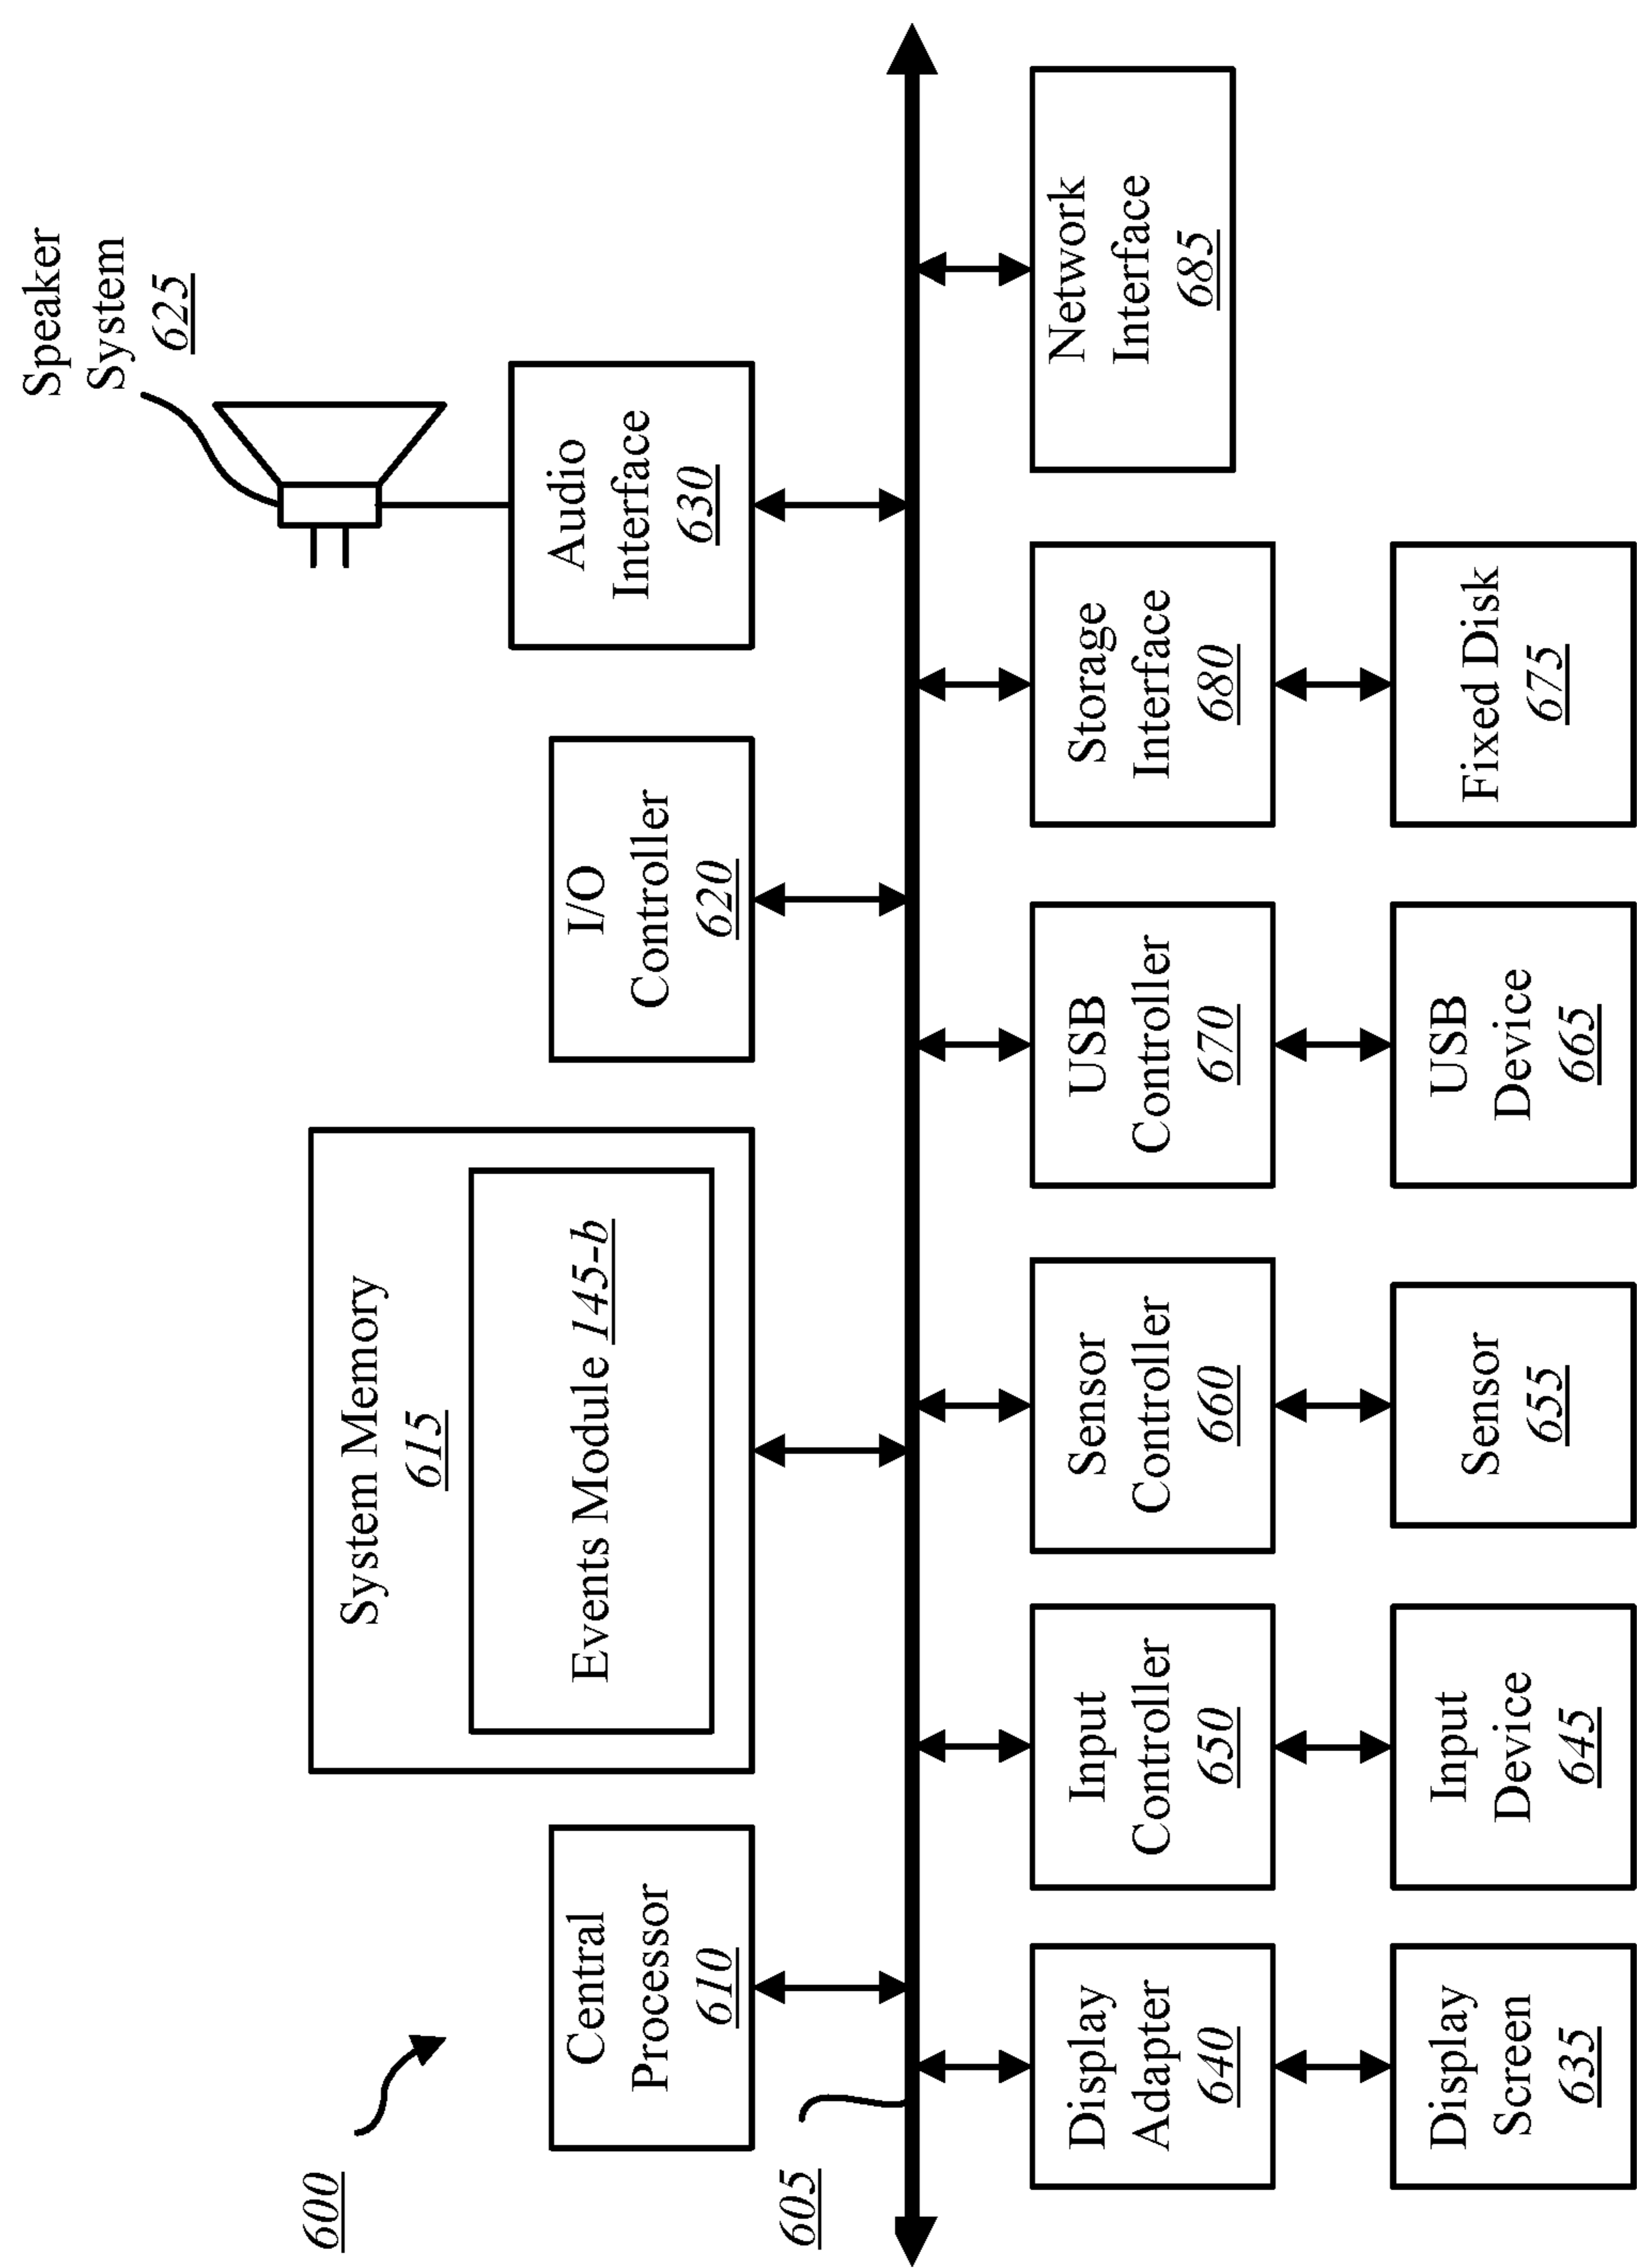 600
Speaker
System
625
System Memory
615
Events Module 145-b
Central
Processor
610
I/O
Controller
620
Audio
Interface
630
605
Display
Adapter
640
Input
Controller
650
Sensor
Controller
660
USB
Controller
670
Storage
Interface
680
Network
Interface
685
Display
Screen
635
Input
Device
645
Sensor
655
USB
Device
665
Fixed Disk
675